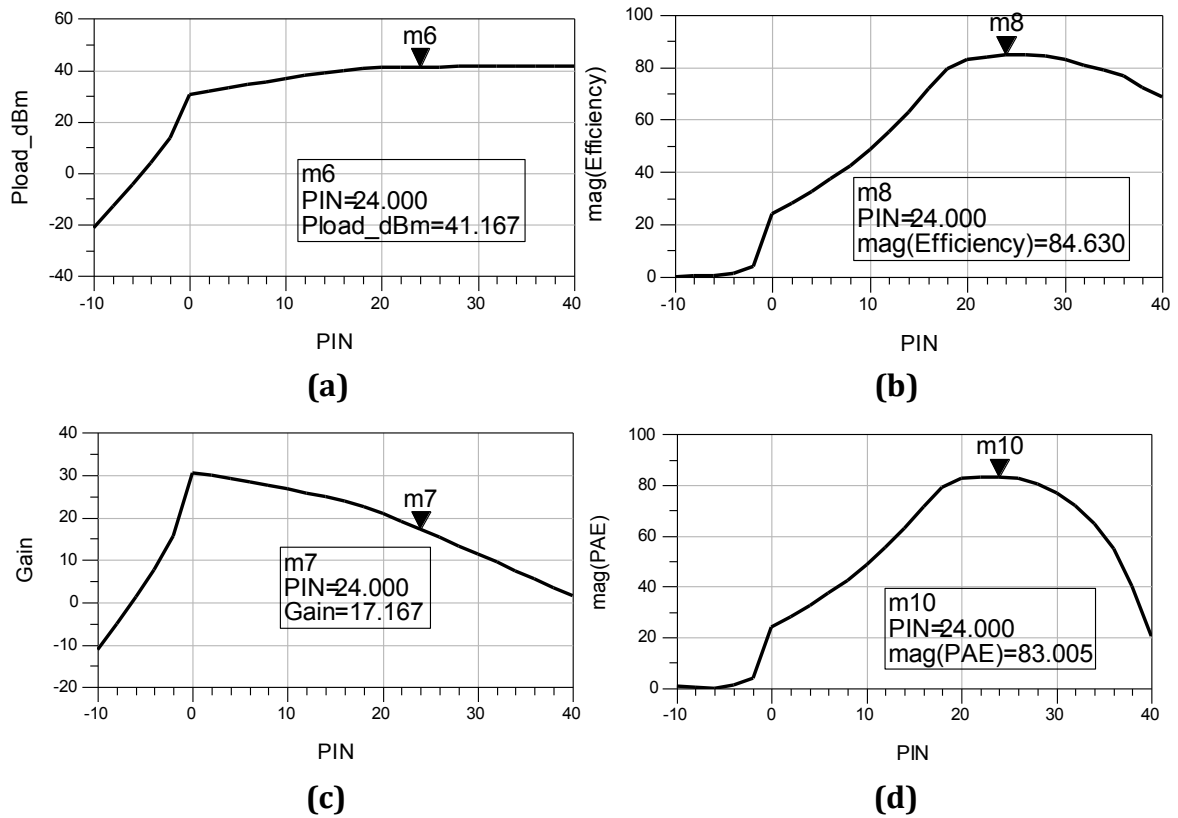 60
40
20
0
-20
-40
Pload_dBm
m6
m6
PIN=24.000
Pload_dBm=41.167
-10
0
10
20
30
40
PIN
(a)
100
80
60
40
20
0
mag(Efficiency)
m8
m8
PIN=24.000
mag(Efficiency)=84.630
-10
0
10
20
30
40
PIN
(b)
40
30
20
10
0
-10
-20
Gain
m7
m7
PIN=24.000
Gain=17.167
-10
0
10
20
30
40
PIN
(c)
100
80
60
40
20
0
mag(PAE)
m10
m10
PIN=24.000
mag(PAE)=83.005
-10
0
10
20
30
40
PIN
(d)